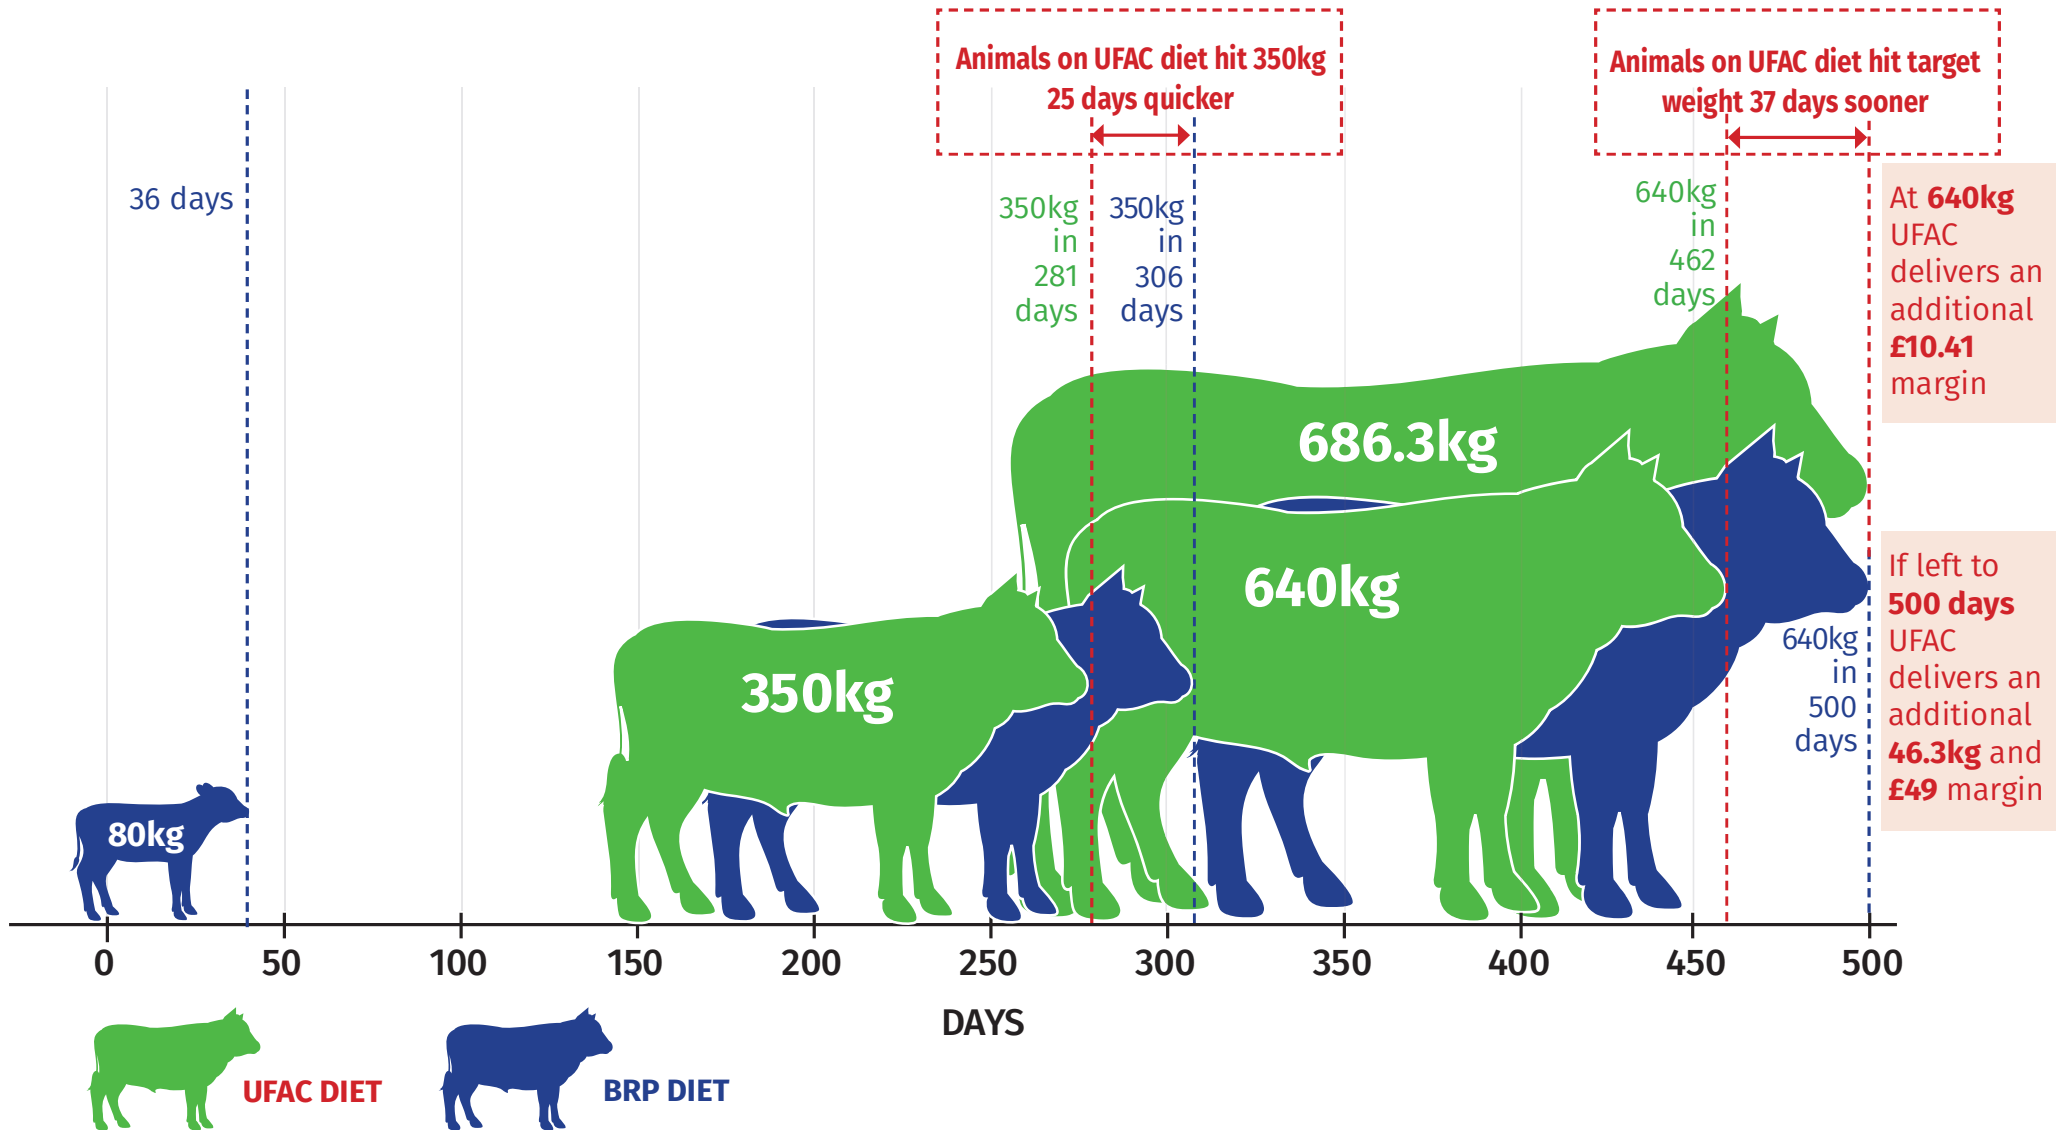 Animals on UFAC diet hit 350kg
25 days quicker
Animals on UFAC diet hit target
weight 37 days sooner
36 days
350kg
in
281
days
350kg
in
306
days
640kg
in
462
days
At 640kg
UFAC
delivers an
additional
£10.41
margin
686.3kg
640kg
350kg
80kg
640kg
in
500
days
If left to
500 days
UFAC
delivers an
additional
46.3kg and
£49 margin
0 50 100 150 200 250 300 350 400 450 500
DAYS
UFAC DIET
BRP DIET